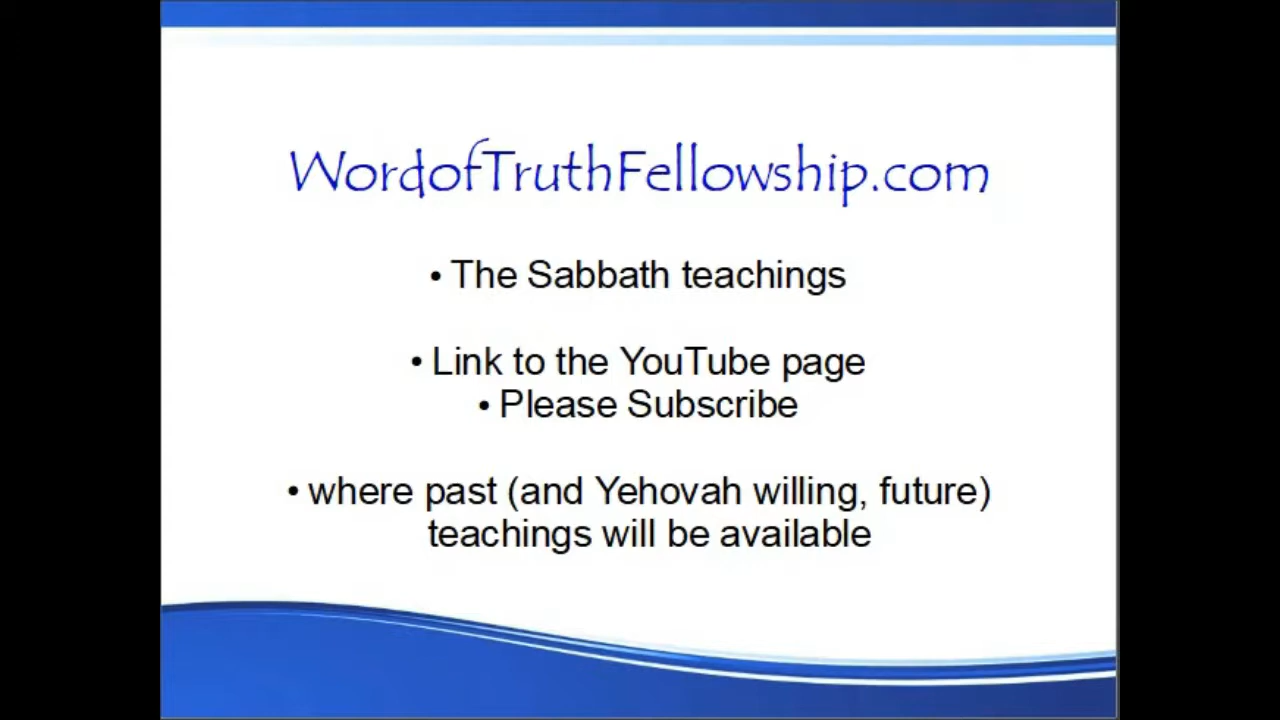 WordofTruthFellowship.com
• The Sabbath teachings
• Link to the YouTube page
• Please Subscribe
• where past (and Yehovah willing, future)
teachings will be available